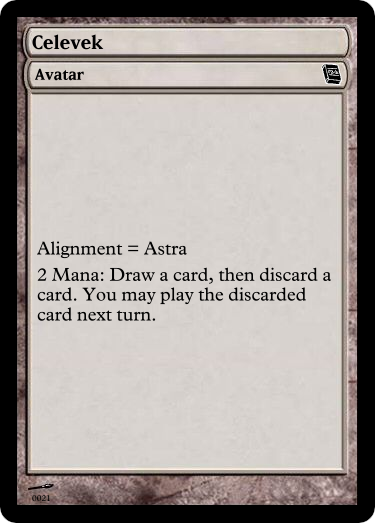 Celevek
Avatar
Alignment = Astra
2 Mana: Draw a card, then discard a
card. You may play the discarded
card next turn.
0021